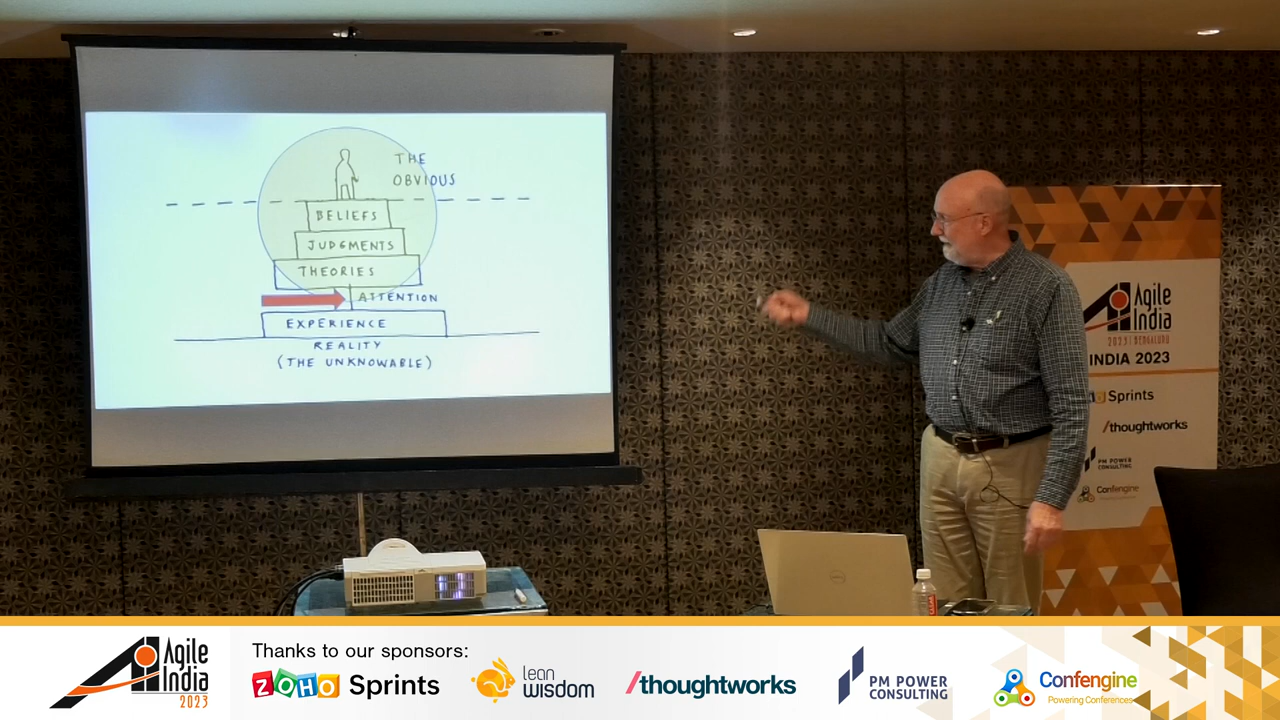 THE
OBVIOUS
BELIEFS
JUDGMENTS
THEORIES
ATTENTION
EXPERIENCE
REALITY
(THE UNKNOWABLE)
Agile
India
2023 | BENGALURU
INDIA 2023
Sprints
/thoughtworks
PM POWER
CONSULTING
Confengine
DELL
Agile
India
2023
Thanks to our sponsors:
ZOHO Sprints
lean
wisdom
/thoughtworks
PM POWER
CONSULTING
Confengine
Powering Conferences